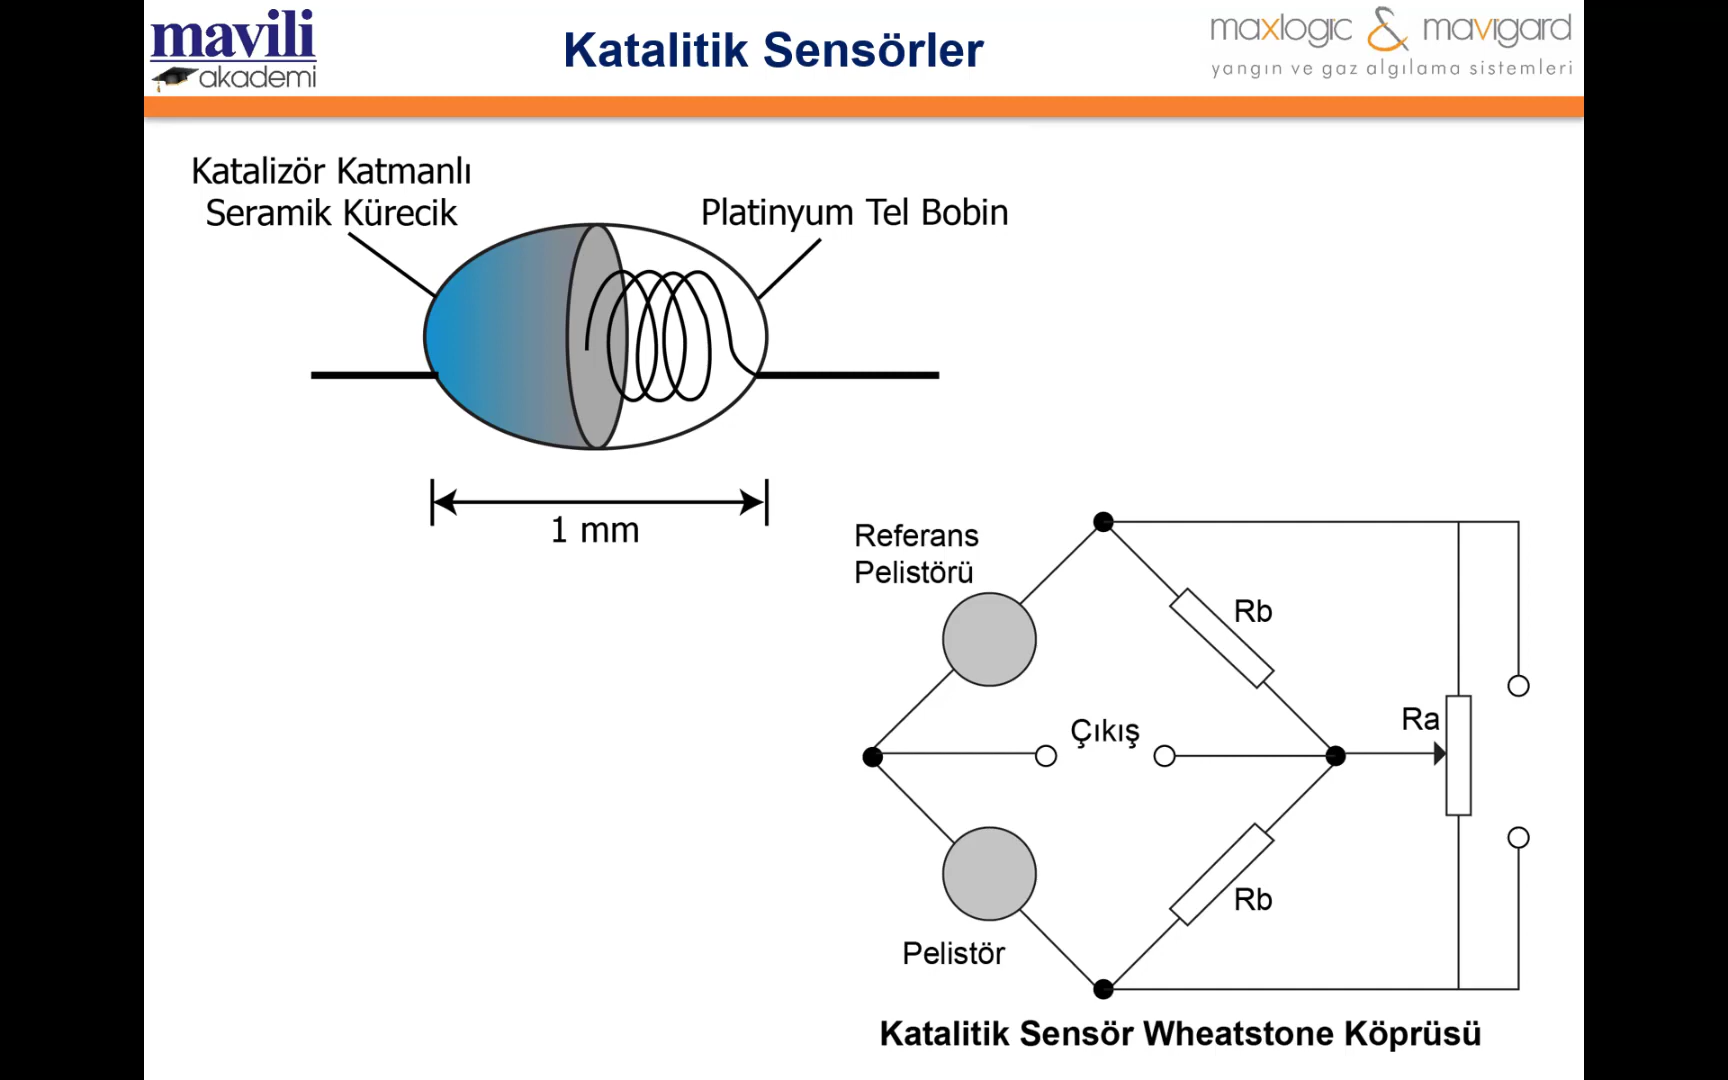 mavili
akademi
Katalitik Sensörler
maxlogic & mavigard
yangın ve gaz algılama sistemleri
Katalizör Katmanlı
Seramik Kürecik
Platinyum Tel Bobin
1 mm
Referans
Pelistörü
Rb
Çıkış
Ra
Rb
Pelistör
Katalitik Sensör Wheatstone Köprüsü